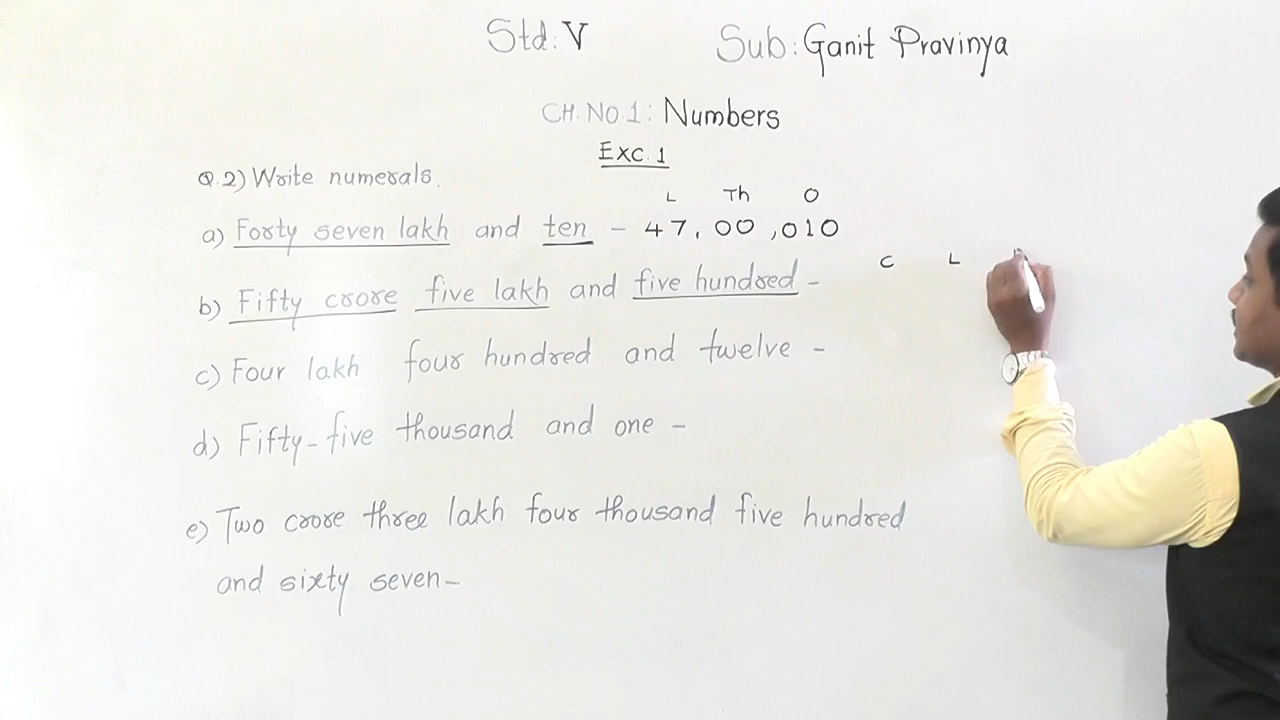 Std: V Sub: Ganit Pravinya
CH. NO. 1: Numbers
Exc. 1
Q.2) Write numerals.
L Th O
a) Forty seven lakh and ten - 47, 00 ,010
C L
b) Fifty crore five lakh and five hundred -
c) Four lakh four hundred and twelve -
d) Fifty-five thousand and one -
e) Two crore three lakh four thousand five hundred
and sixty seven-